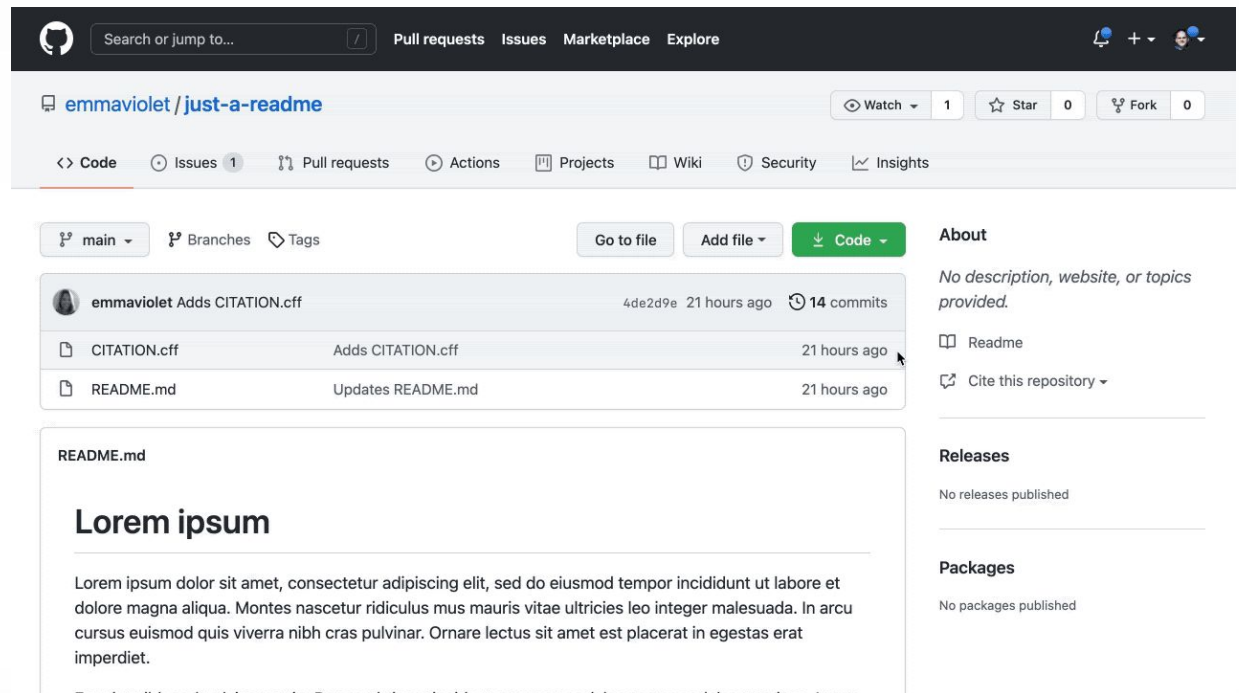 Search or jump to... /
Pull requests Issues Marketplace Explore
emmaviolet / just-a-readme
Watch 1 Star 0 Fork 0
Code Issues 1 Pull requests Actions Projects Wiki Security Insights
main Branches Tags Go to file Add file Code
emmaviolet Adds CITATION.cff 4de2d9e 21 hours ago 14 commits
CITATION.cff Adds CITATION.cff 21 hours ago
README.md Updates README.md 21 hours ago
README.md
Lorem ipsum
Lorem ipsum dolor sit amet, consectetur adipiscing elit, sed do eiusmod tempor incididunt ut labore et
dolore magna aliqua. Montes nascetur ridiculus mus mauris vitae ultricies leo integer malesuada. In arcu
cursus euismod quis viverra nibh cras pulvinar. Ornare lectus sit amet est placerat in egestas erat
imperdiet.
About
No description, website, or topics
provided.
Readme
Cite this repository
Releases
No releases published
Packages
No packages published